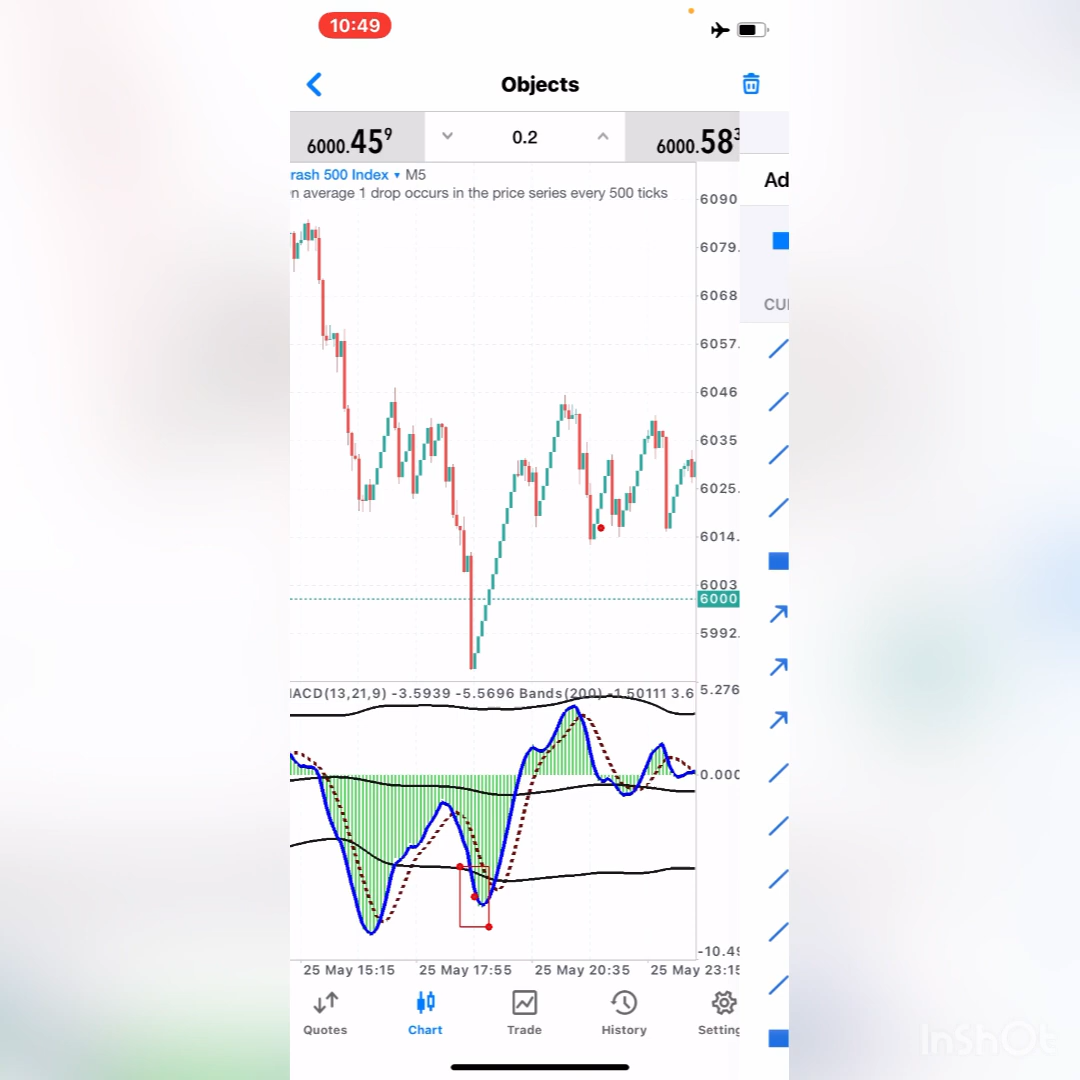 10:49
Objects
6000.45⁹
0.2
6000.58³
rash 500 Index ▾ M5
n average 1 drop occurs in the price series every 500 ticks
Ad
CU
6090
6079.
6068
6057.
6046
6035
6025.
6014.
6003
6000
5992.
IACD(13,21,9) -3.5939 -5.5696 Bands(200) -1.50111 3.6
5.276
0.000
-10.49
25 May 15:15
25 May 17:55
25 May 20:35
25 May 23:15
Quotes
Chart
Trade
History
Setting
InShOt